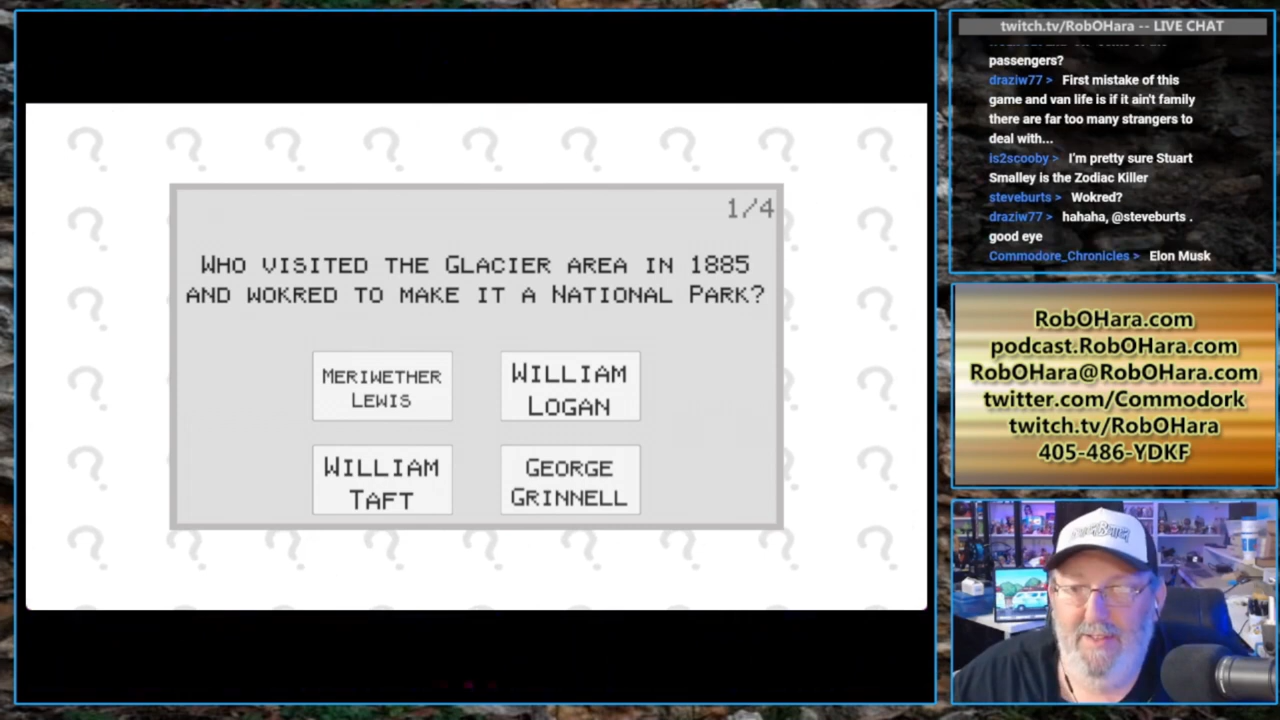 1/4
WHO VISITED THE GLACIER AREA IN 1885
AND WOKRED TO MAKE IT A NATIONAL PARK?
MERIWETHER
LEWIS
WILLIAM
LOGAN
WILLIAM
TAFT
GEORGE
GRINNELL
twitch.tv/RobOHara -- LIVE CHAT
passengers?
draziw77 > First mistake of this
game and van life is if it ain't family
there are far too many strangers to
deal with...
is2scooby > I'm pretty sure Stuart
Smalley is the Zodiac Killer
steveburts > Wokred?
draziw77 > hahaha, @steveburts .
good eye
Commodore_Chronicles > Elon Musk
RobOHara.com
podcast.RobOHara.com
RobOHara@RobOHara.com
twitter.com/Commodork
twitch.tv/RobOHara
405-486-YDKF